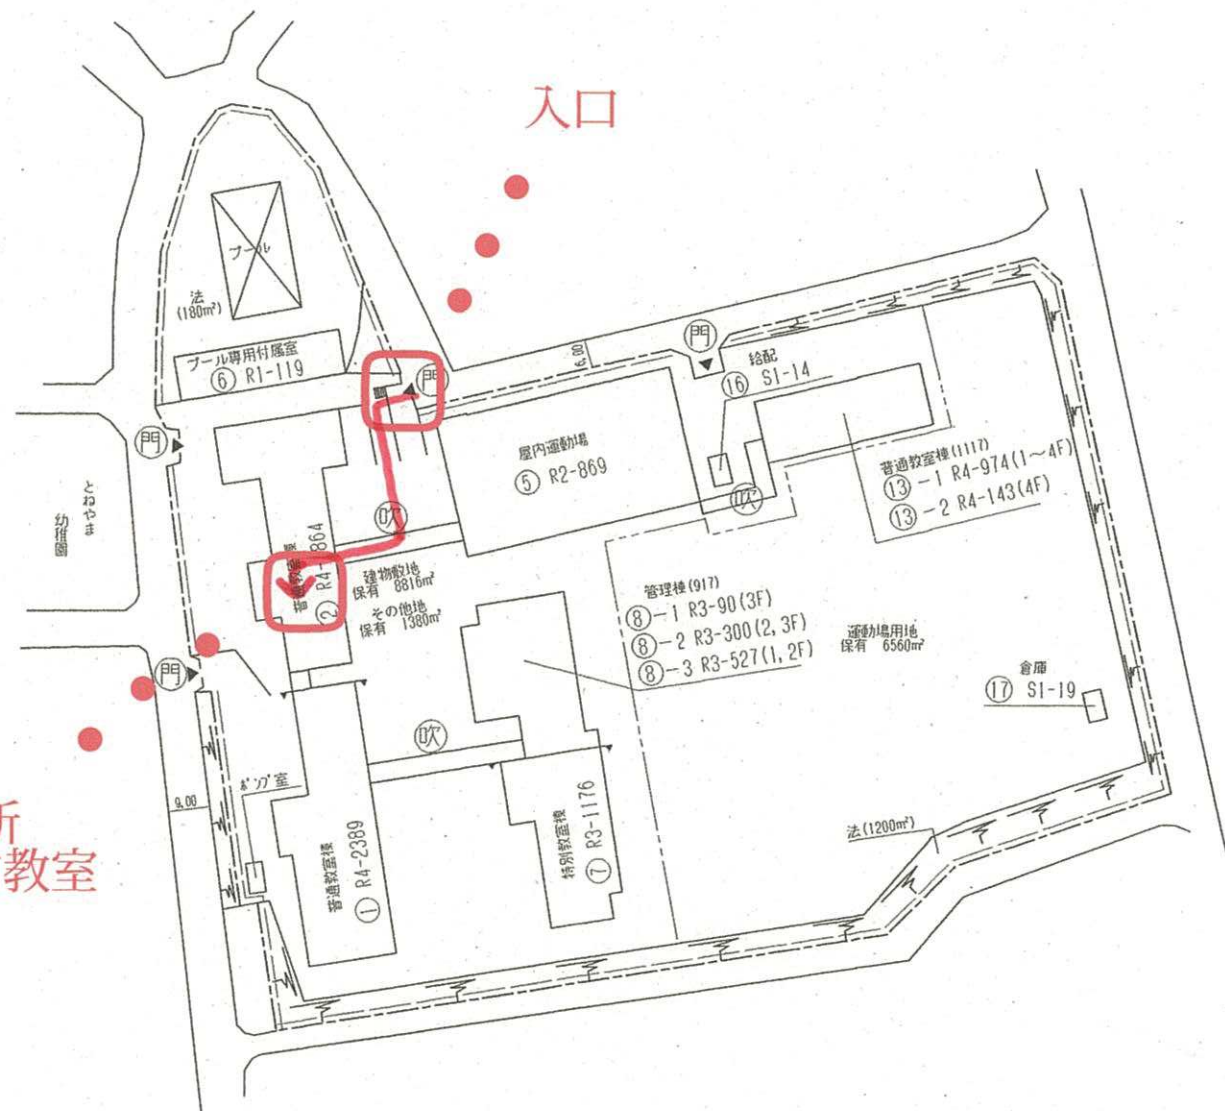 入口
プール
法
(180m²)
プール専用付属室
⑥ R1-119
門
門
6.00
給配
⑯ S1-14
屋内運動場
⑤ R2-869
普通教室棟(1117)
⑬-1 R4-974(1～4F)
⑬-2 R4-143(4F)
門
とねやま
幼稚園
吹
吹
普通教室棟
② R4-1864
建物敷地
保有 8816m²
その他地
保有 1380m²
管理棟(917)
⑧-1 R3-90(3F)
⑧-2 R3-300(2,3F)
⑧-3 R3-527(1,2F)
運動場用地
保有 6560m²
倉庫
⑰ S1-19
門
吹
ポンプ室
9.00
所
教室
普通教室棟
① R4-2389
特別教室棟
⑦ R3-1176
法(1200m²)